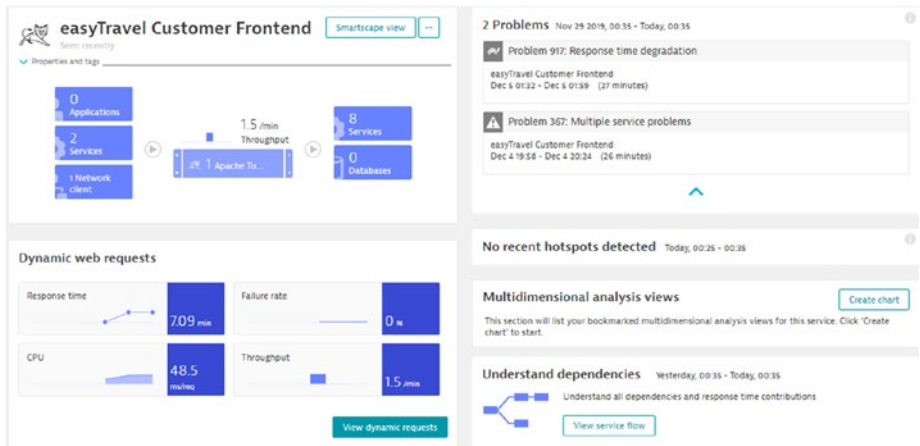 easyTravel Customer Frontend
Smartscape view
...
Seen recently
Properties and tags
0
Applications
2
Services
1 Network
client
1.5 /min
Throughput
1 Apache To...
8
Services
0
Databases
Dynamic web requests
Response time
7.09 min
Failure rate
0 %
CPU
48.5
ms/req
Throughput
1.5 /min
View dynamic requests
2 Problems Nov 29 2019, 00:35 - Today, 00:35
Problem 917: Response time degradation
easyTravel Customer Frontend
Dec 5 01:32 - Dec 5 01:59 (27 minutes)
Problem 367: Multiple service problems
easyTravel Customer Frontend
Dec 4 19:58 - Dec 4 20:24 (26 minutes)
No recent hotspots detected Today, 00:25 - 00:35
Multidimensional analysis views
Create chart
This section will list your bookmarked multidimensional analysis views for this service. Click 'Create
chart' to start.
Understand dependencies Yesterday, 00:35 - Today, 00:35
Understand all dependencies and response time contributions
View service flow